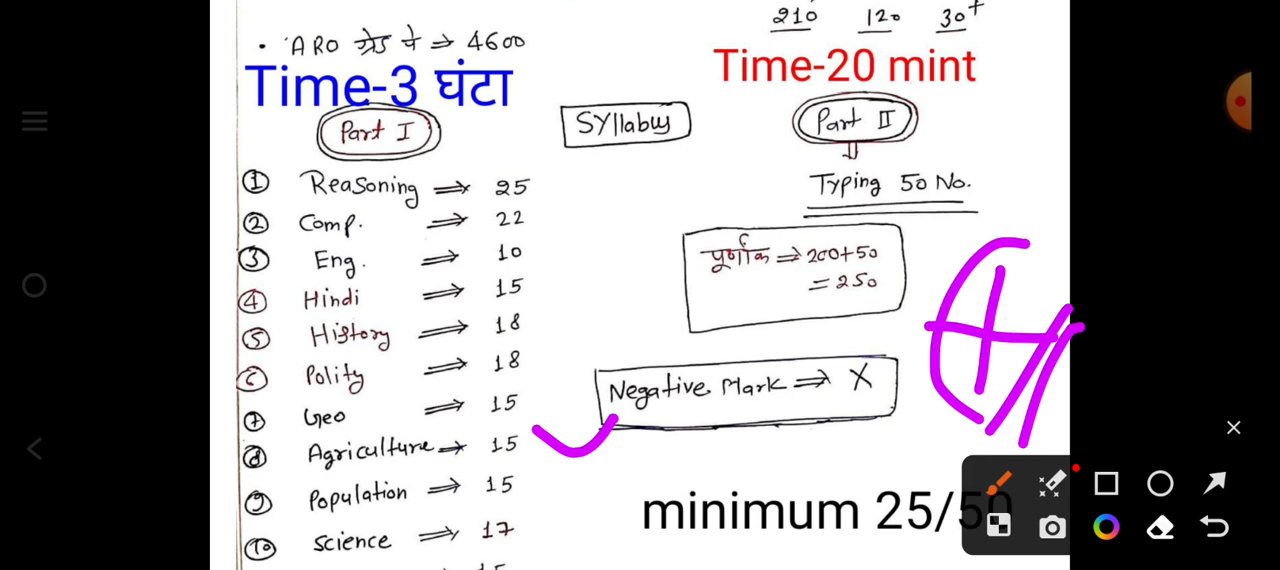 210 120 30+
• ARO ग्रेड पे ⇒ 4600
Time-3 घंटा
Time-20 mint
Part I
Syllabus
Part II
① Reasoning ⇒ 25
② Comp. ⇒ 22
③ Eng. ⇒ 10
④ Hindi ⇒ 15
⑤ History ⇒ 18
⑥ Polity ⇒ 18
⑦ Geo ⇒ 15
⑧ Agriculture → 15
⑨ Population ⇒ 15
⑩ Science ⇒ 17
15
Typing 50 No.
पूर्णांक ⇒ 200+50
= 250
Negative Mark ⇒ X
minimum 25/50